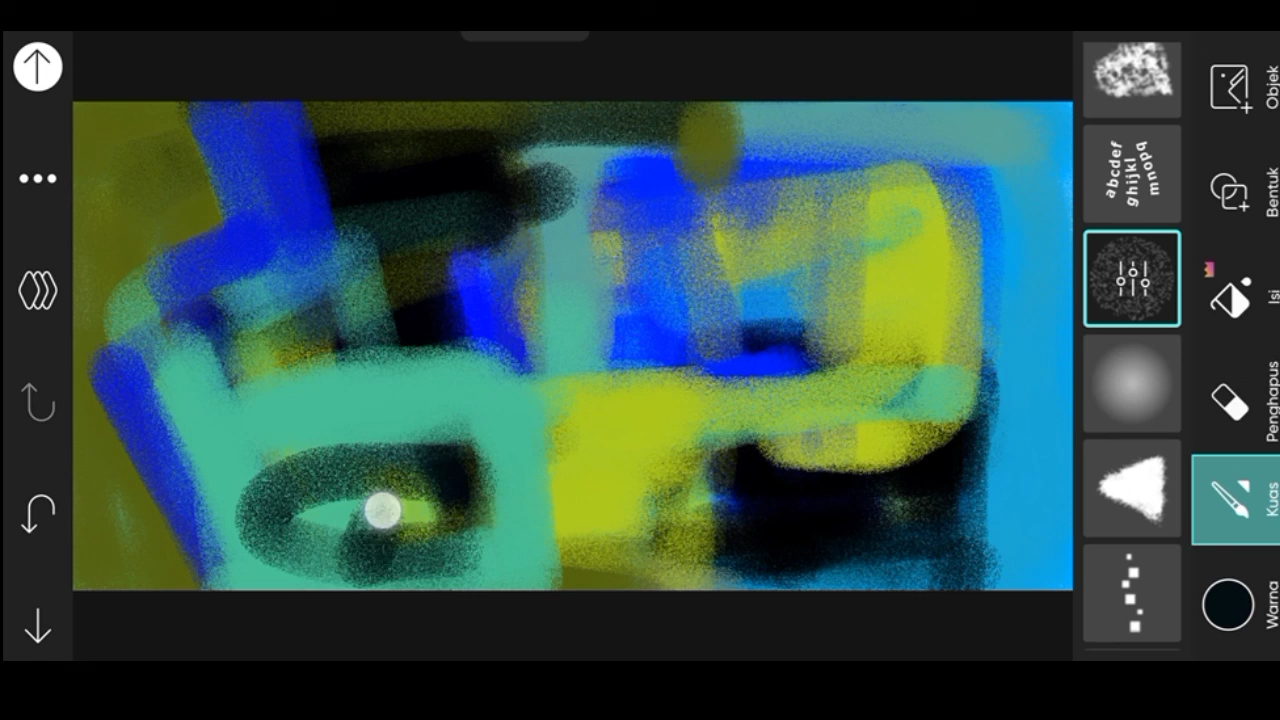 Objek
Bentuk
Isi
Penghapus
Kuas
Warna
abcdef
ghijkl
mnopq